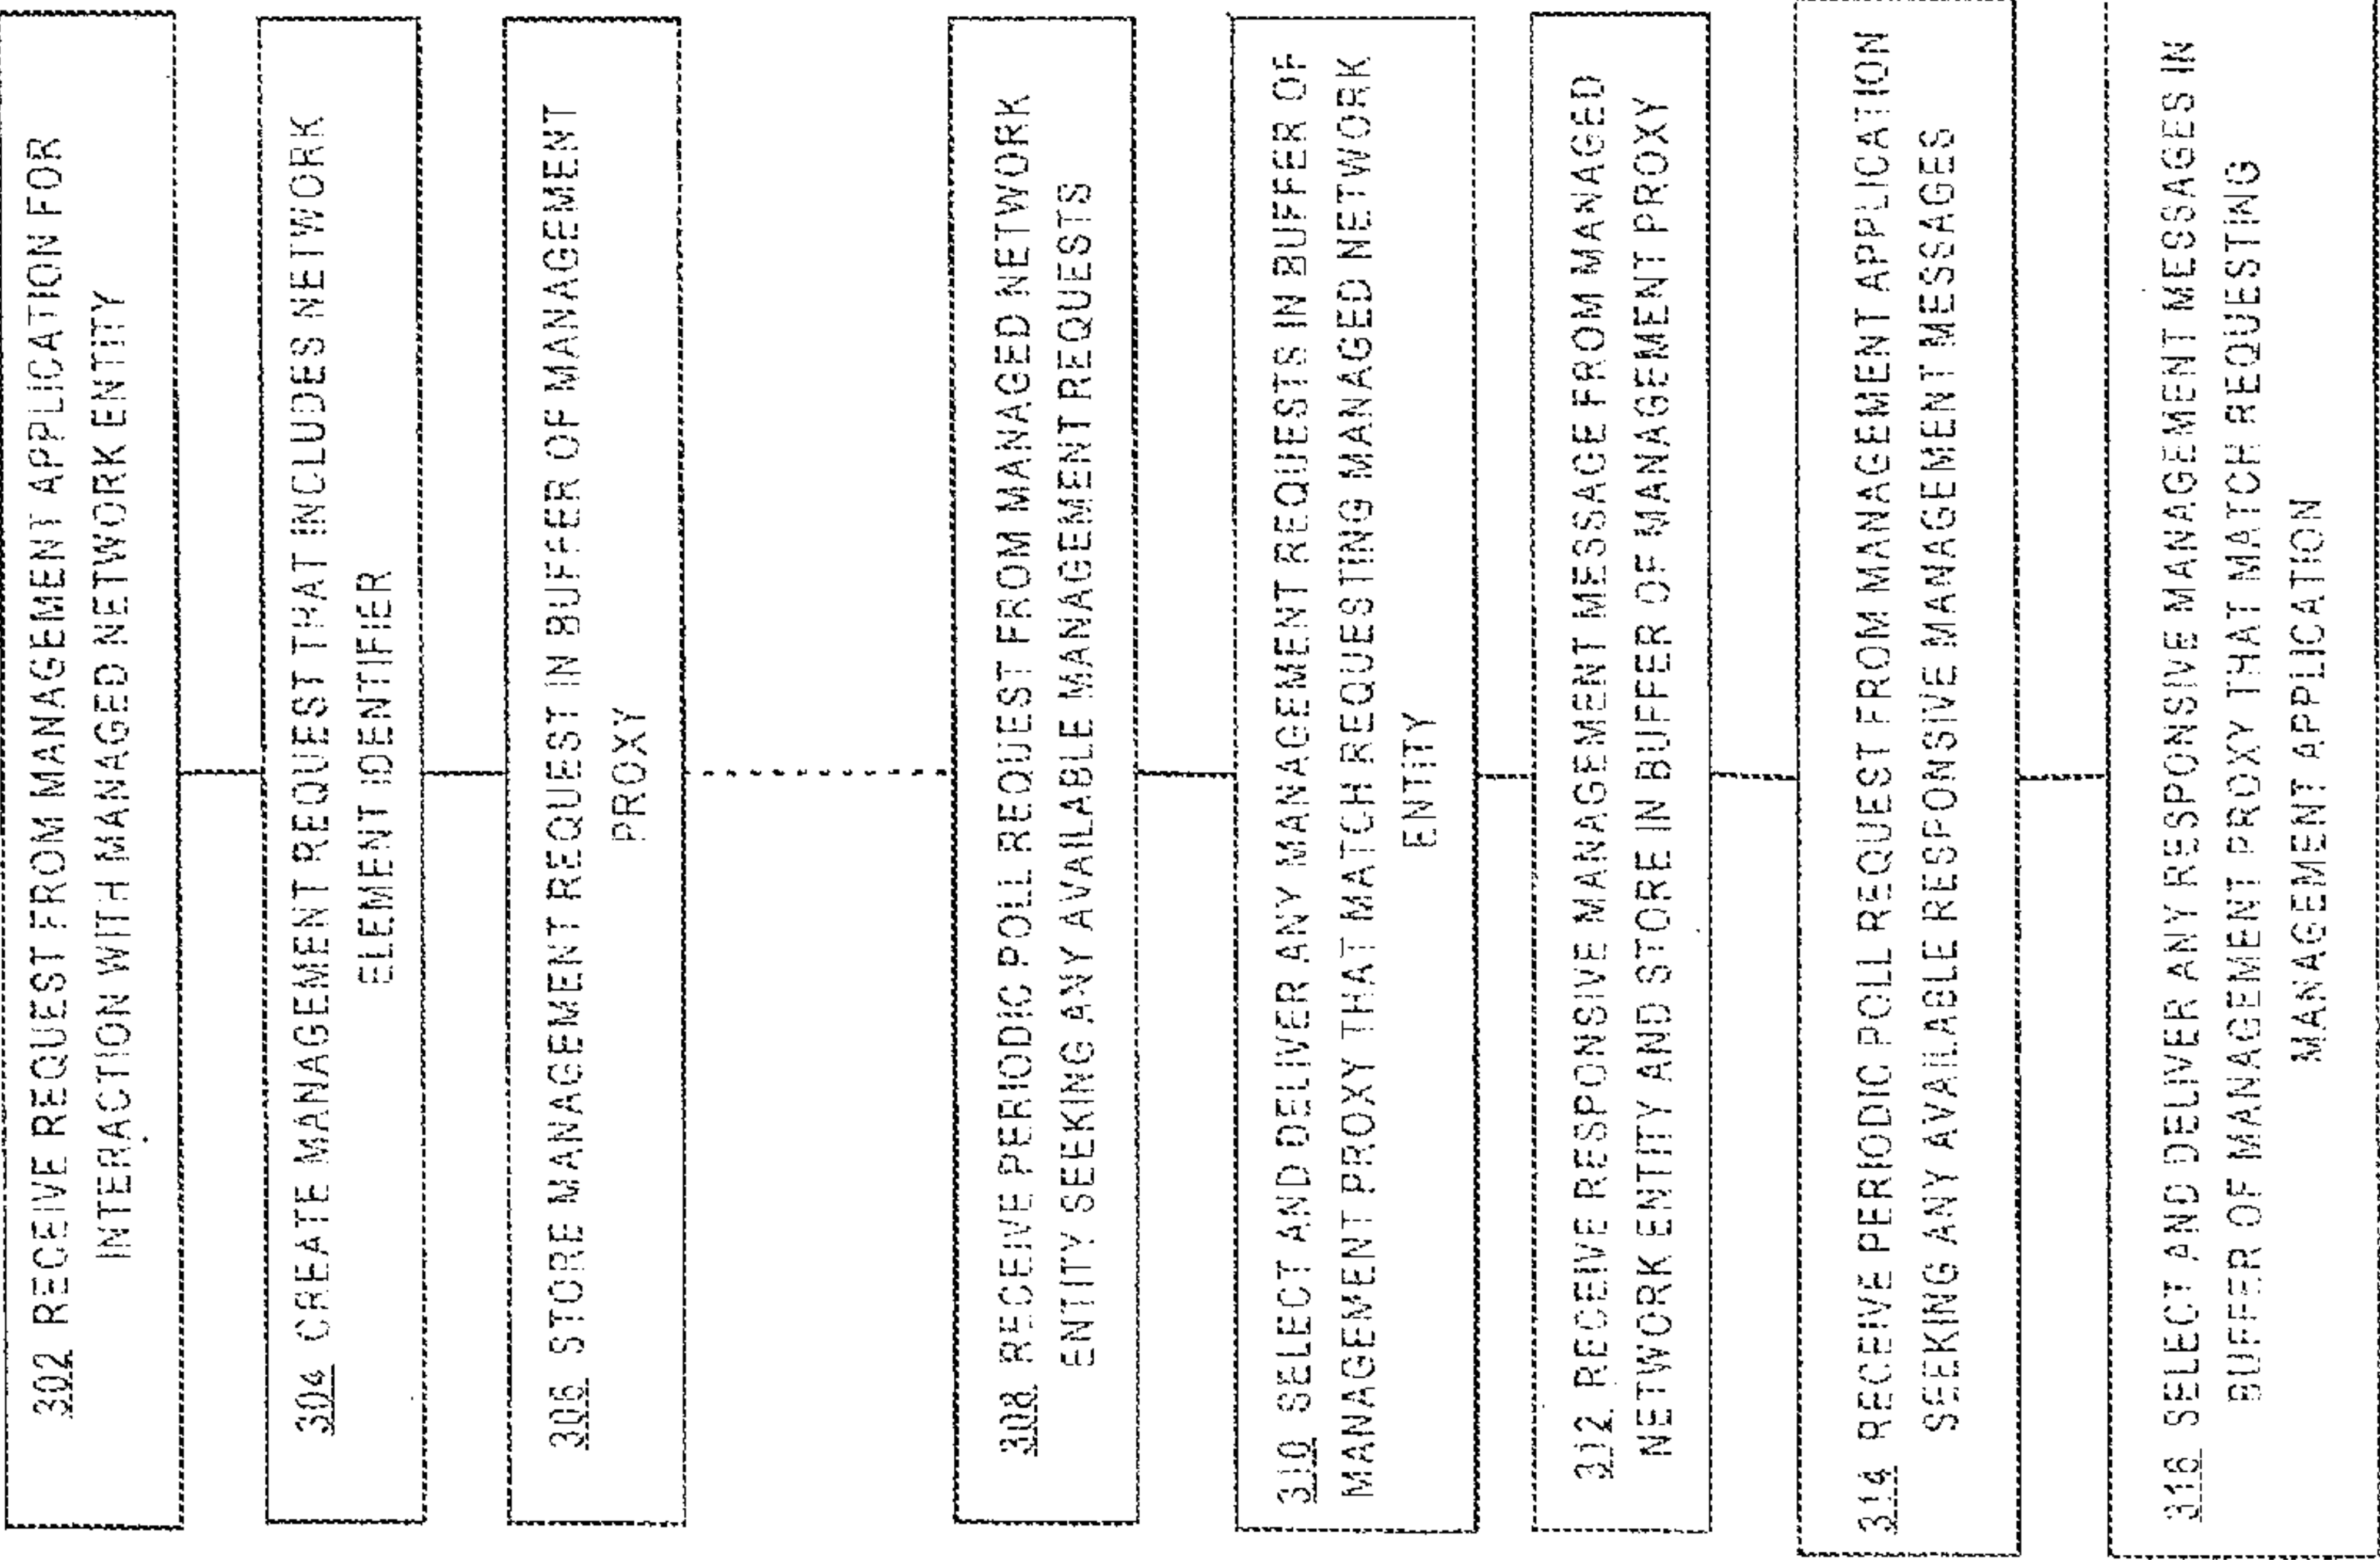 302 RECEIVE REQUEST FROM MANAGEMENT APPLICATION FOR
INTERACTION WITH MANAGED NETWORK ENTITY
304 CREATE MANAGEMENT REQUEST THAT INCLUDES NETWORK
ELEMENT IDENTIFIER
306 STORE MANAGEMENT REQUEST IN BUFFER OF MANAGEMENT
PROXY
308 RECEIVE PERIODIC POLL REQUEST FROM MANAGED NETWORK
ENTITY SEEKING ANY AVAILABLE MANAGEMENT REQUESTS
310 SELECT AND DELIVER ANY MANAGEMENT REQUESTS IN BUFFER OF
MANAGEMENT PROXY THAT MATCH REQUESTING MANAGED NETWORK
ENTITY
312 RECEIVE RESPONSIVE MANAGEMENT MESSAGE FROM MANAGED
NETWORK ENTITY AND STORE IN BUFFER OF MANAGEMENT PROXY
314 RECEIVE PERIODIC POLL REQUEST FROM MANAGEMENT APPLICATION
SEEKING ANY AVAILABLE RESPONSIVE MANAGEMENT MESSAGES
316 SELECT AND DELIVER ANY RESPONSIVE MANAGEMENT MESSAGES IN
BUFFER OF MANAGEMENT PROXY THAT MATCH REQUESTING
MANAGEMENT APPLICATION